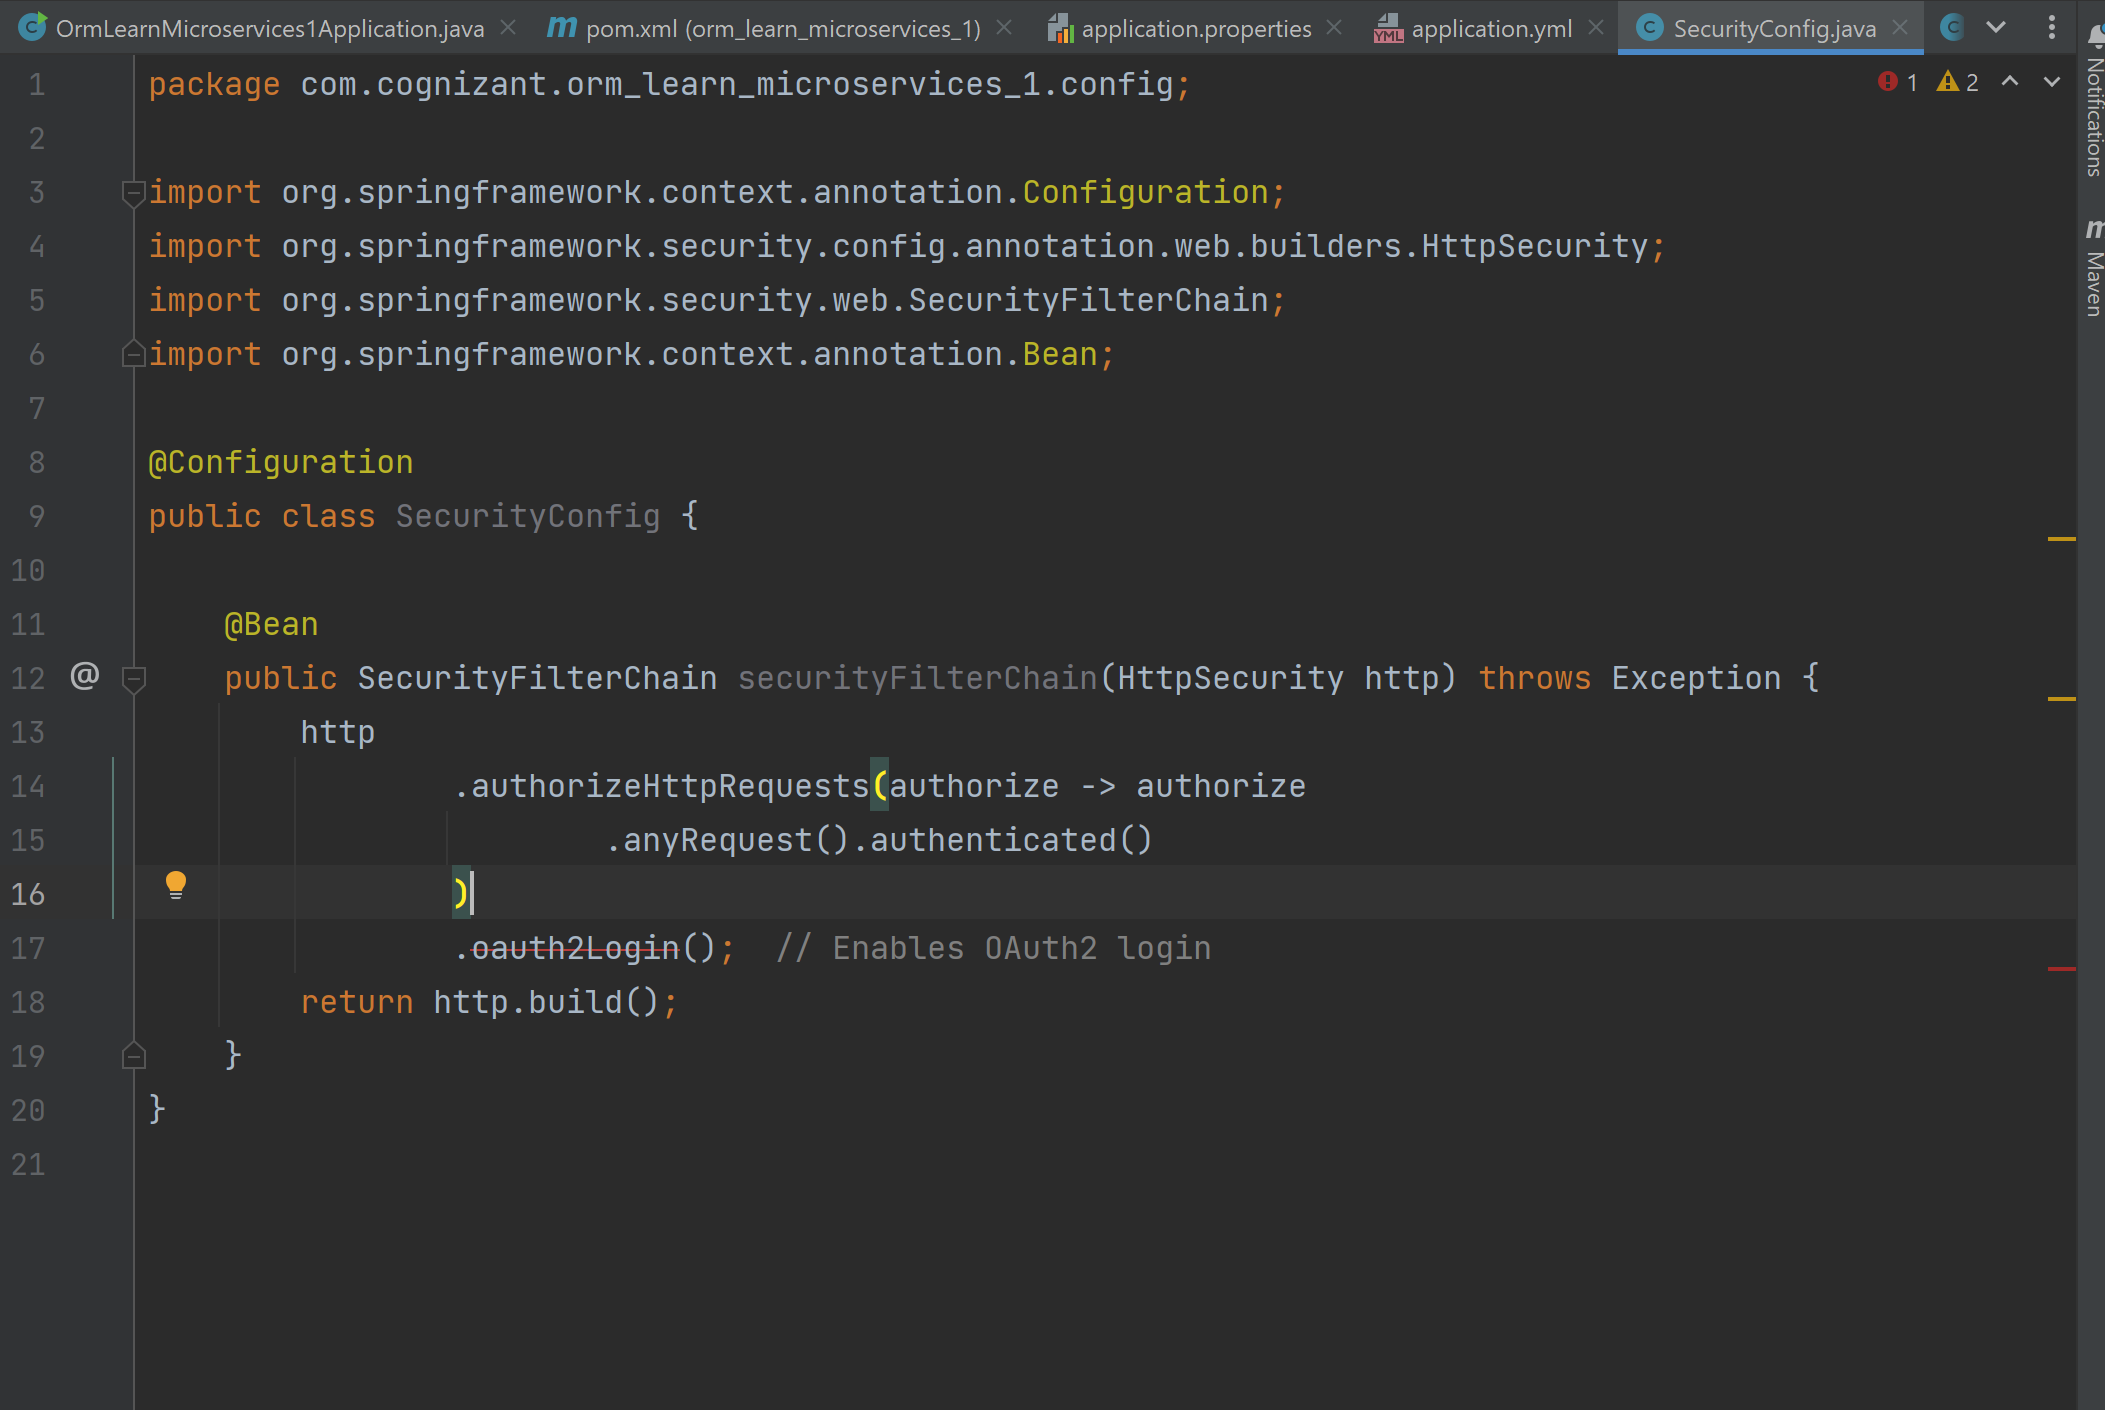 OrmLearnMicroservices1Application.java pom.xml (orm_learn_microservices_1) application.properties YML application.yml C SecurityConfig.java C
1 package com.cognizant.orm_learn_microservices_1.config; 1 2
2
3 import org.springframework.context.annotation.Configuration;
4 import org.springframework.security.config.annotation.web.builders.HttpSecurity;
5 import org.springframework.security.web.SecurityFilterChain;
6 import org.springframework.context.annotation.Bean;
7
8 @Configuration
9 public class SecurityConfig {
10
11 @Bean
12 @ public SecurityFilterChain securityFilterChain(HttpSecurity http) throws Exception {
13 http
14 .authorizeHttpRequests(authorize -> authorize
15 .anyRequest().authenticated()
16 )
17 .oauth2Login(); // Enables OAuth2 login
18 return http.build();
19 }
20 }
21
Notifications
m Maven